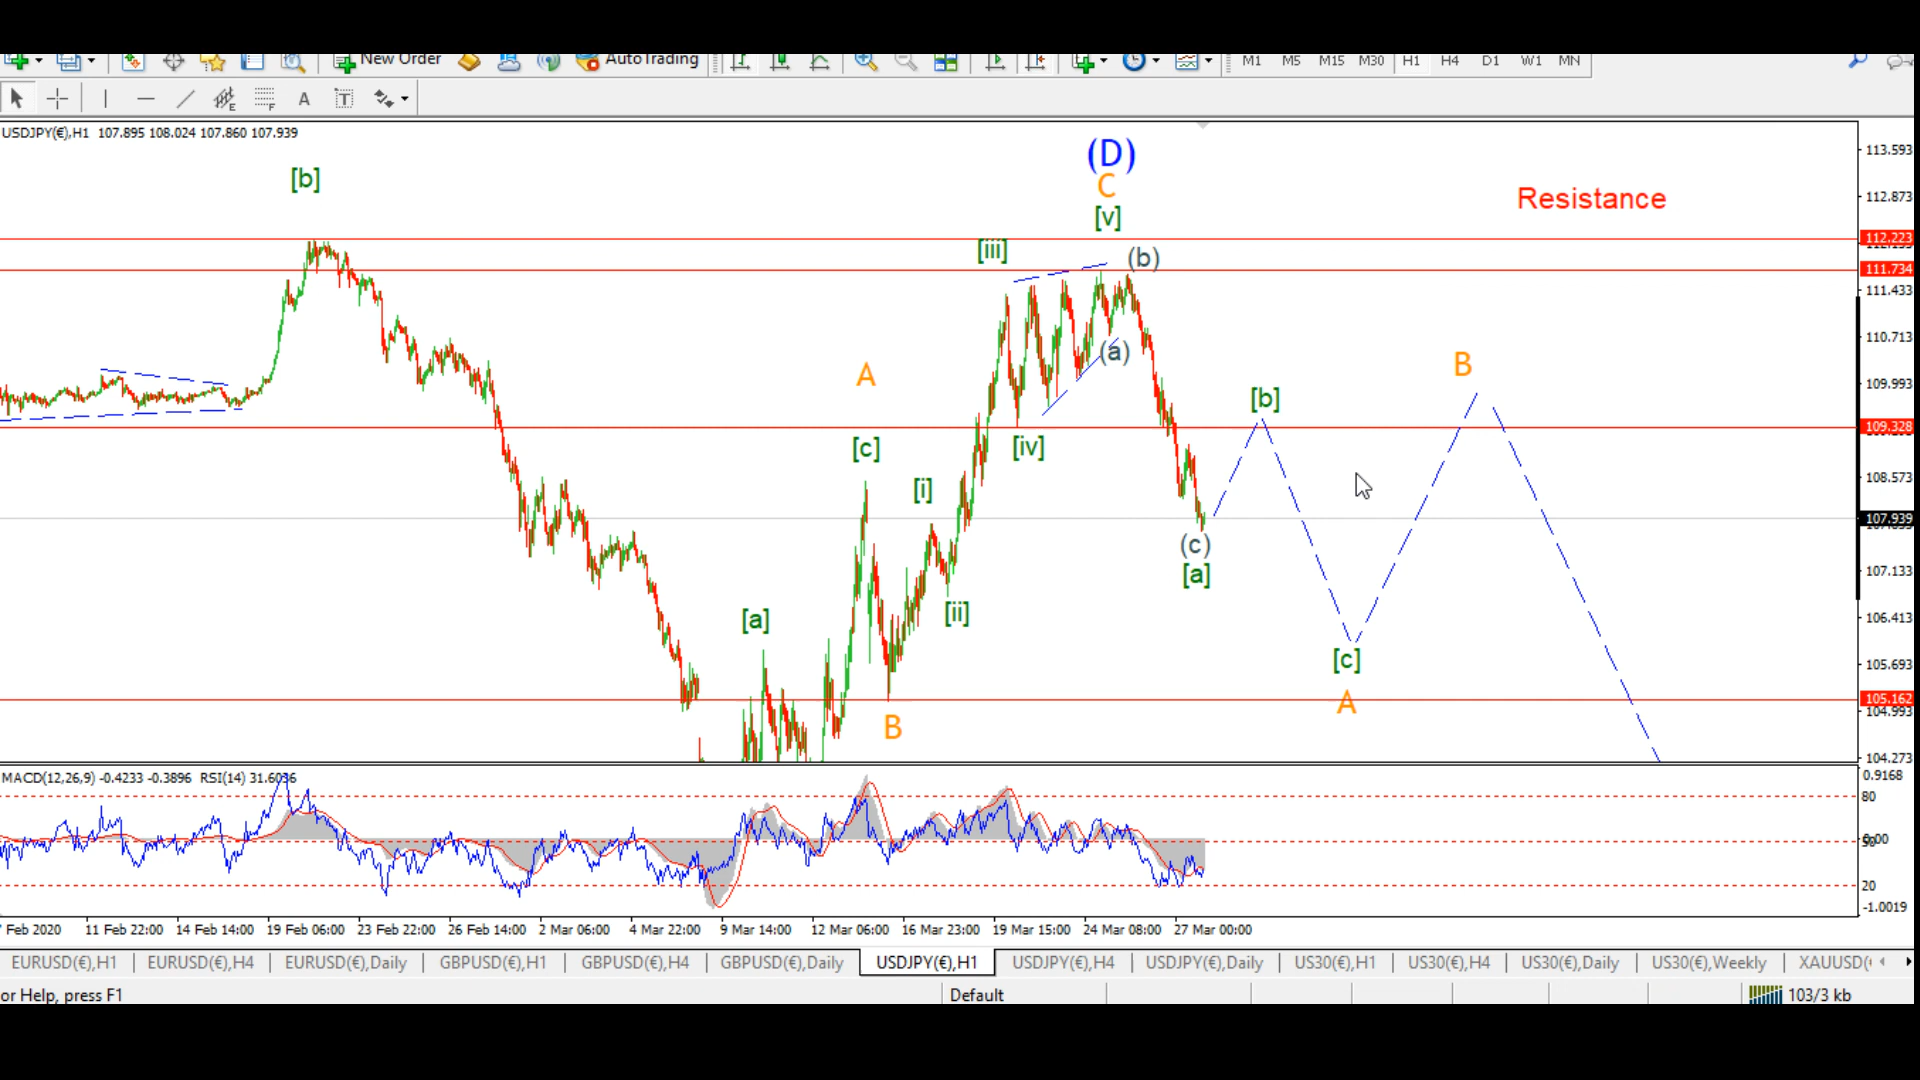 New Order AutoTrading M1 M5 M15 M30 H1 H4 D1 W1 MN
E F A T
USDJPY(€),H1 107.895 108.024 107.860 107.939
(D)
C
[v]
[b]
Resistance
[iii]
(b)
(a)
A
[c]
[i]
[iv]
[b]
B
[a]
[ii]
B
(c)
[a]
[c]
A
113.593
112.873
112.223
111.734
111.433
110.713
109.993
109.328
108.573
107.939
107.133
106.413
105.693
105.162
104.993
104.273
MACD(12,26,9) -0.4233 -0.3896 RSI(14) 31.6036
0.9168
80
0.00
20
-1.0019
Feb 2020 11 Feb 22:00 14 Feb 14:00 19 Feb 06:00 23 Feb 22:00 26 Feb 14:00 2 Mar 06:00 4 Mar 22:00 9 Mar 14:00 12 Mar 06:00 16 Mar 23:00 19 Mar 15:00 24 Mar 08:00 27 Mar 00:00
EURUSD(€),H1 EURUSD(€),H4 EURUSD(€),Daily GBPUSD(€),H1 GBPUSD(€),H4 GBPUSD(€),Daily USDJPY(€),H1 USDJPY(€),H4 USDJPY(€),Daily US30(€),H1 US30(€),H4 US30(€),Daily US30(€),Weekly XAUUSD(
or Help, press F1 Default 103/3 kb